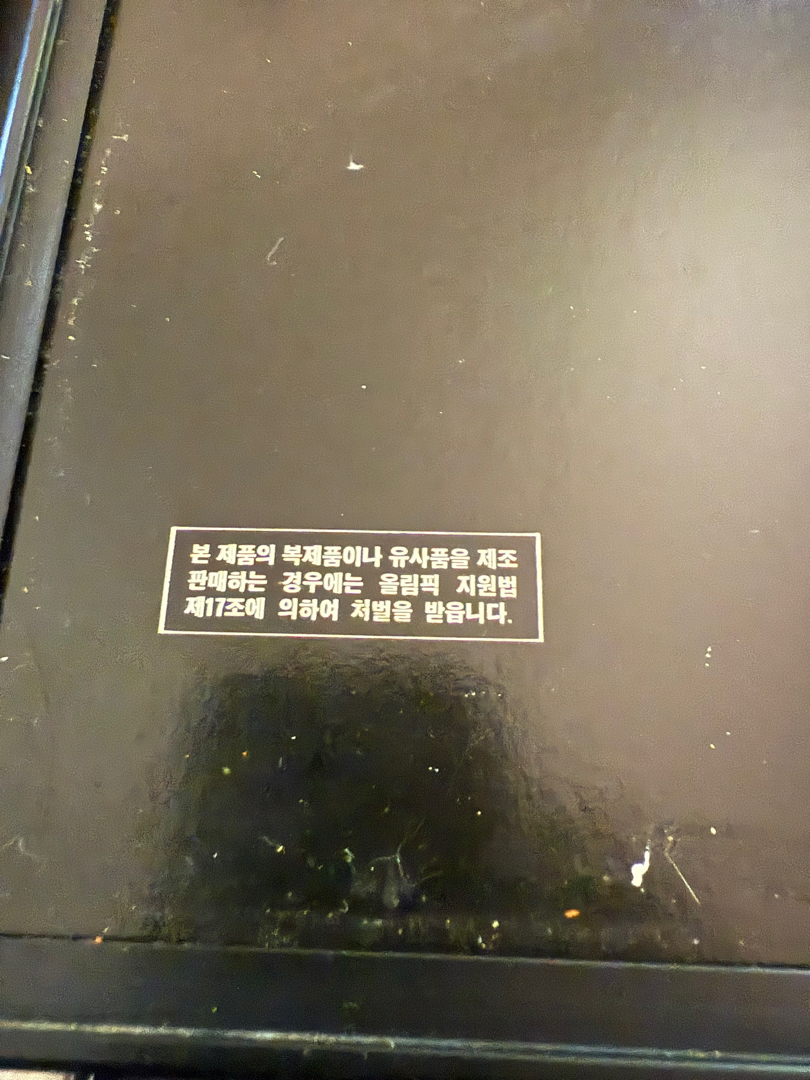 본 제품의 복제품이나 유사품을 제조
판매하는 경우에는 올림픽 지원법
제17조에 의하여 처벌을 받읍니다.